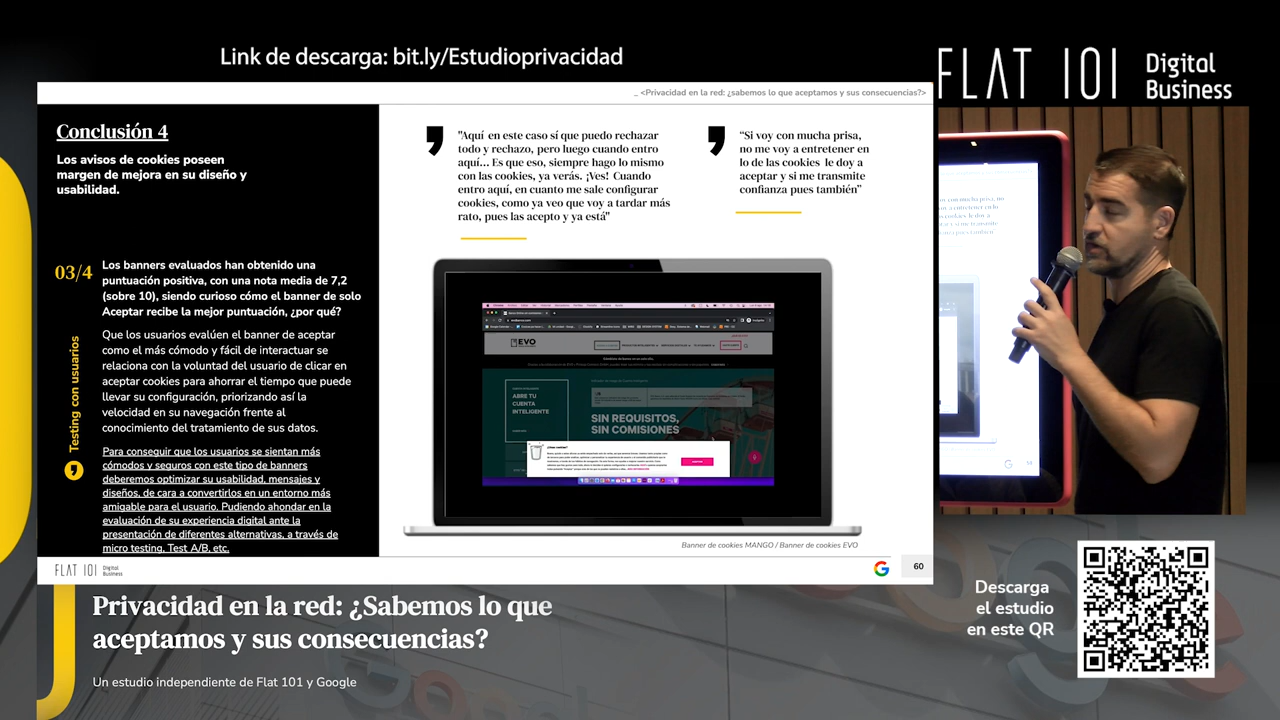 Link de descarga: bit.ly/Estudioprivacidad
FLAT 101 Digital
Business
_ <Privacidad en la red: ¿sabemos lo que aceptamos y sus consecuencias?>
Conclusión 4
Los avisos de cookies poseen
margen de mejora en su diseño y
usabilidad.
03/4
Los banners evaluados han obtenido una
puntuación positiva, con una nota media de 7,2
(sobre 10), siendo curioso cómo el banner de solo
Aceptar recibe la mejor puntuación, ¿por qué?
Testing con usuarios
Que los usuarios evalúen el banner de aceptar
como el más cómodo y fácil de interactuar se
relaciona con la voluntad del usuario de clicar en
aceptar cookies para ahorrar el tiempo que puede
llevar su configuración, priorizando así la
velocidad en su navegación frente al
conocimiento del tratamiento de sus datos.
Para conseguir que los usuarios se sientan más
cómodos y seguros con este tipo de banners
deberemos optimizar su usabilidad, mensajes y
diseños, de cara a convertirlos en un entorno más
amigable para el usuario. Pudiendo ahondar en la
evaluación de su experiencia digital ante la
presentación de diferentes alternativas, a través de
micro testing, Test A/B, etc.
"Aquí en este caso sí que puedo rechazar
todo y rechazo, pero luego cuando entro
aquí... Es que eso, siempre hago lo mismo
con las cookies, ya verás. ¡Ves! Cuando
entro aquí, en cuanto me sale configurar
cookies, como ya veo que voy a tardar más
rato, pues las acepto y ya está"
“Si voy con mucha prisa,
no me voy a entretener en
lo de las cookies le doy a
aceptar y si me transmite
confianza pues también”
EVO
ABRE TU
CUENTA
INTELIGENTE
SIN REQUISITOS,
SIN COMISIONES
Banner de cookies MANGO / Banner de cookies EVO
FLAT 101 Digital
Business
G
60
Privacidad en la red: ¿Sabemos lo que
aceptamos y sus consecuencias?
Un estudio independiente de Flat 101 y Google
Descarga
el estudio
en este QR